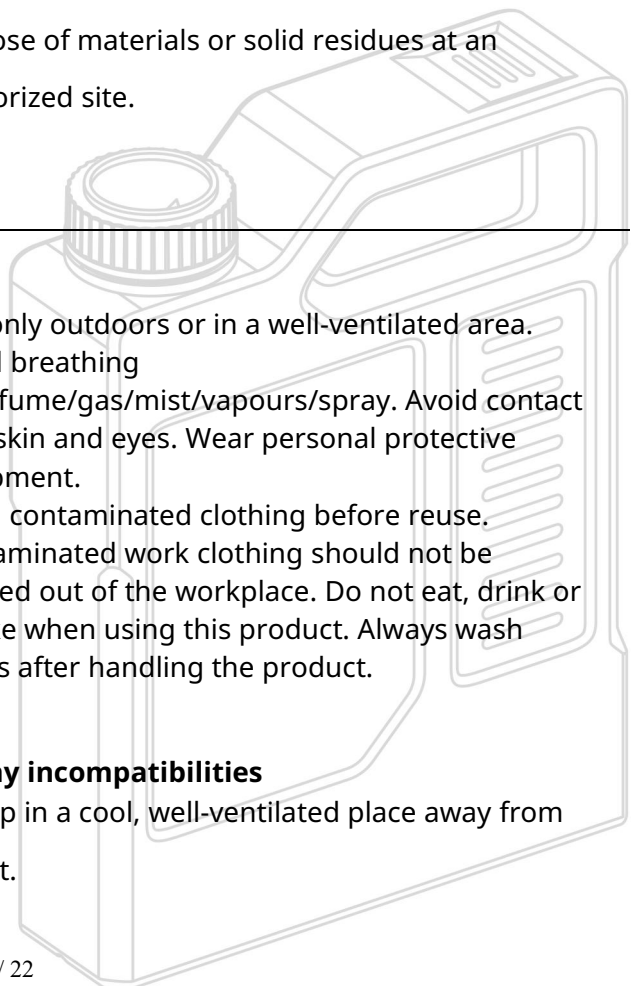 ose of materials or solid residues at an
orized site.
only outdoors or in a well-ventilated area.
l breathing
fume/gas/mist/vapours/spray. Avoid contact
skin and eyes. Wear personal protective
pment.
contaminated clothing before reuse.
aminated work clothing should not be
ed out of the workplace. Do not eat, drink or
ke when using this product. Always wash
s after handling the product.
ny incompatibilities
p in a cool, well-ventilated place away from
t.
/ 22